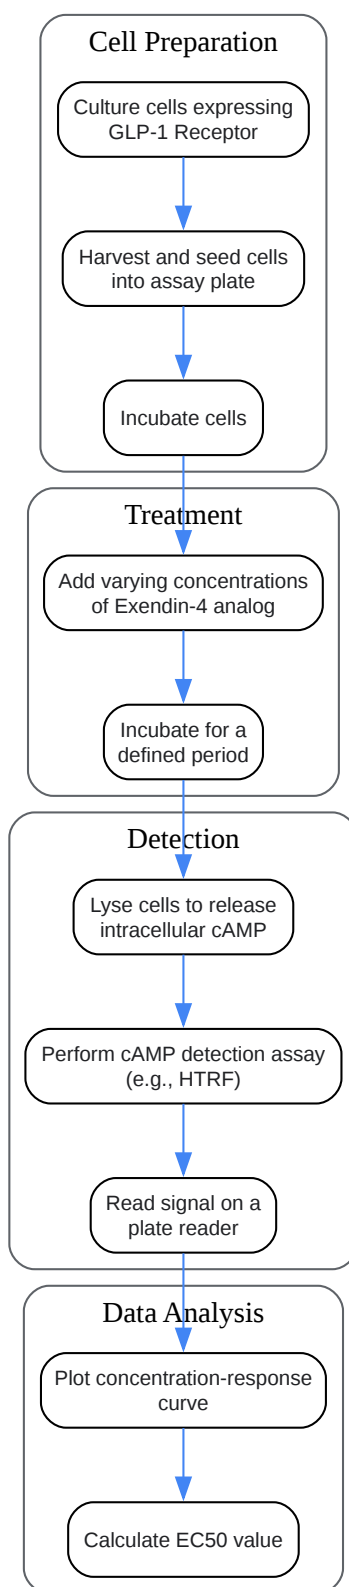 Cell Preparation
Culture cells expressing
GLP-1 Receptor
Harvest and seed cells
into assay plate
Incubate cells
Treatment
Add varying concentrations
of Exendin-4 analog
Incubate for a
defined period
Detection
Lyse cells to release
intracellular cAMP
Perform cAMP detection assay
(e.g., HTRF)
Read signal on a
plate reader
Data Analysis
Plot concentration-response
curve
Calculate EC50 value